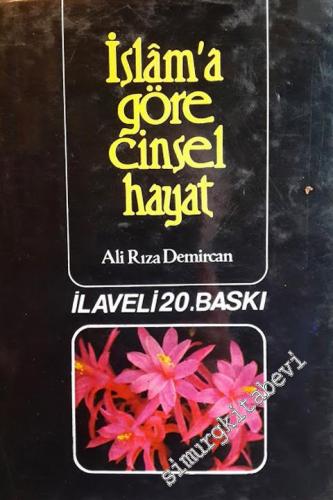 İslâm'a
göre
cinsel
hayat
Ali Rıza Demircan
İLAVELİ 20.BASKI
simurgkitabevi